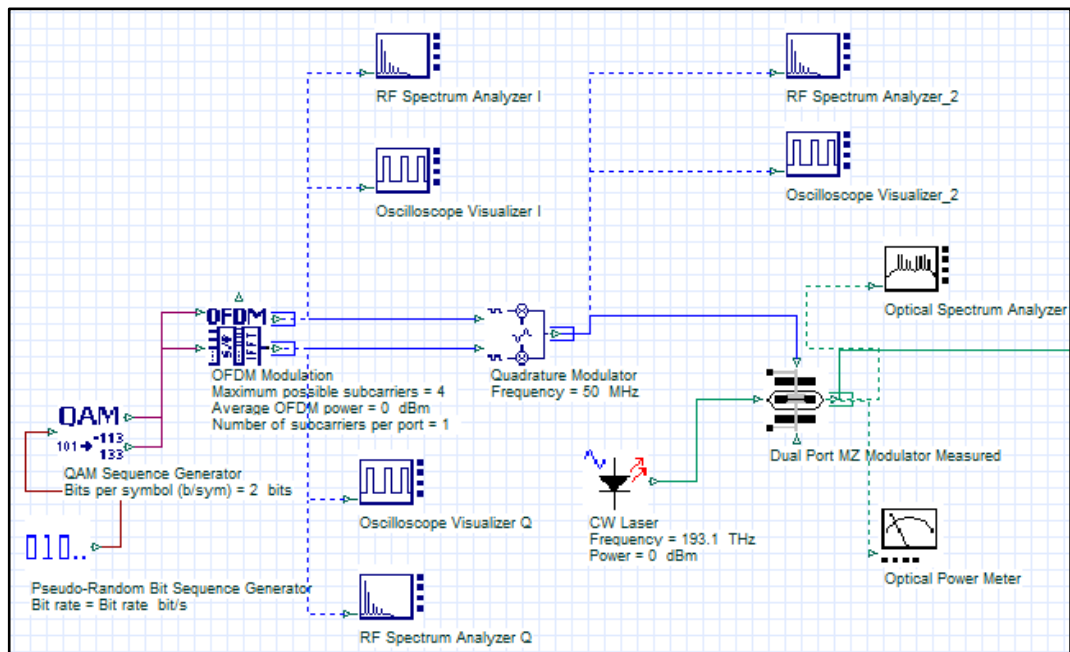 RF Spectrum Analyzer I
RF Spectrum Analyzer_2
Oscilloscope Visualizer I
Oscilloscope Visualizer_2
Optical Spectrum Analyzer
OFDM
S/P
FFT
OFDM Modulation
Maximum possible subcarriers = 4
Average OFDM power = 0 dBm
Number of subcarriers per port = 1
Quadrature Modulator
Frequency = 50 MHz
Dual Port MZ Modulator Measured
QAM
101 -113
133
QAM Sequence Generator
Bits per symbol (b/sym) = 2 bits
Oscilloscope Visualizer Q
CW Laser
Frequency = 193.1 THz
Power = 0 dBm
Optical Power Meter
010..
Pseudo-Random Bit Sequence Generator
Bit rate = Bit rate bit/s
RF Spectrum Analyzer Q